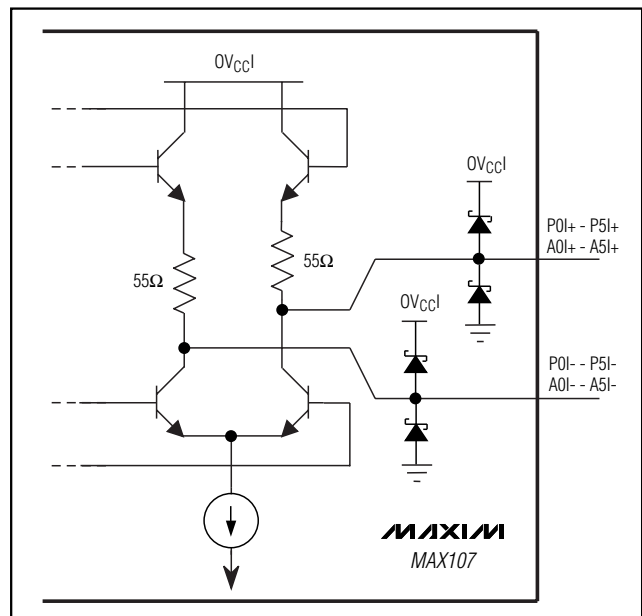 OVCCI
OVCCI
P0I+ - P5I+
A0I+ - A5I+
55Ω
55Ω
OVCCI
P0I- - P5I-
A0I- - A5I-
MAXIM
MAX107